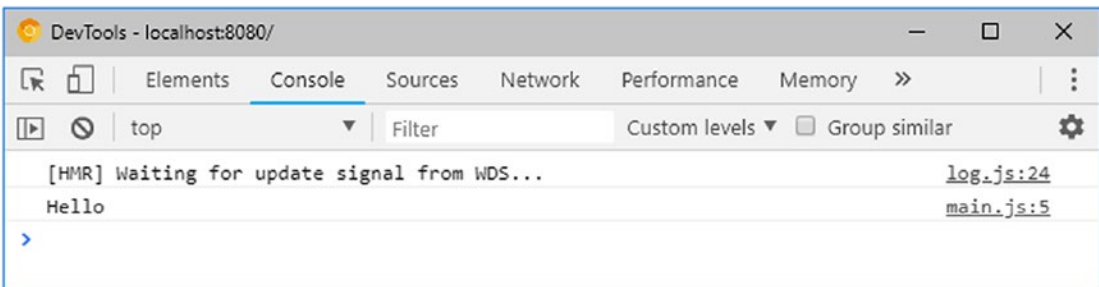 DevTools - localhost:8080/
Elements Console Sources Network Performance Memory »
top Filter Custom levels Group similar
[HMR] Waiting for update signal from WDS... log.js:24
Hello main.js:5